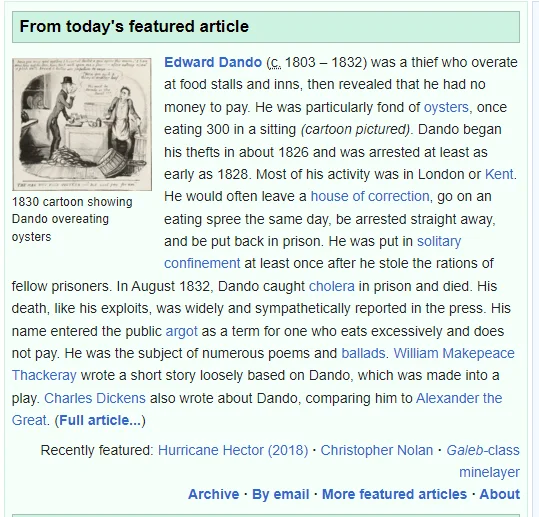 From today's featured article
Edward Dando (c. 1803 – 1832) was a thief who overate
at food stalls and inns, then revealed that he had no
money to pay. He was particularly fond of oysters, once
eating 300 in a sitting (cartoon pictured). Dando began
his thefts in about 1826 and was arrested at least as
early as 1828. Most of his activity was in London or Kent.
He would often leave a house of correction, go on an
eating spree the same day, be arrested straight away,
and be put back in prison. He was put in solitary
confinement at least once after he stole the rations of
fellow prisoners. In August 1832, Dando caught cholera in prison and died. His
death, like his exploits, was widely and sympathetically reported in the press. His
name entered the public argot as a term for one who eats excessively and does
not pay. He was the subject of numerous poems and ballads. William Makepeace
Thackeray wrote a short story loosely based on Dando, which was made into a
play. Charles Dickens also wrote about Dando, comparing him to Alexander the
Great. (Full article...)
1830 cartoon showing
Dando overeating
oysters
Recently featured: Hurricane Hector (2018) · Christopher Nolan · Galeb-class
minelayer
Archive · By email · More featured articles · About